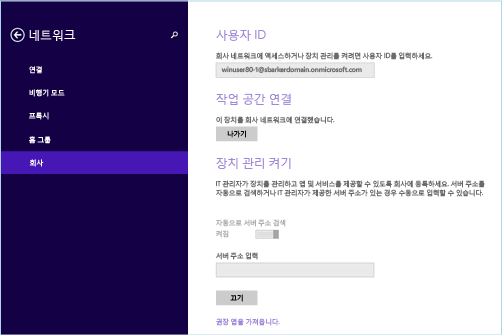 네트워크
연결
비행기 모드
프록시
홈 그룹
회사
사용자 ID
회사 네트워크에 액세스하거나 장치 관리를 켜려면 사용자 ID를 입력하세요.
winuser80-1@sbarkerdomain.onmicrosoft.com
작업 공간 연결
이 장치를 회사 네트워크에 연결했습니다.
나가기
장치 관리 켜기
IT 관리자가 장치를 관리하고 앱 및 서비스를 제공할 수 있도록 회사에 등록하세요. 서버 주소를
자동으로 검색하거나 IT 관리자가 제공한 서버 주소가 있는 경우 수동으로 입력할 수 있습니다.
자동으로 서버 주소 검색
켜짐
서버 주소 입력
끄기
권장 앱을 가져옵니다.